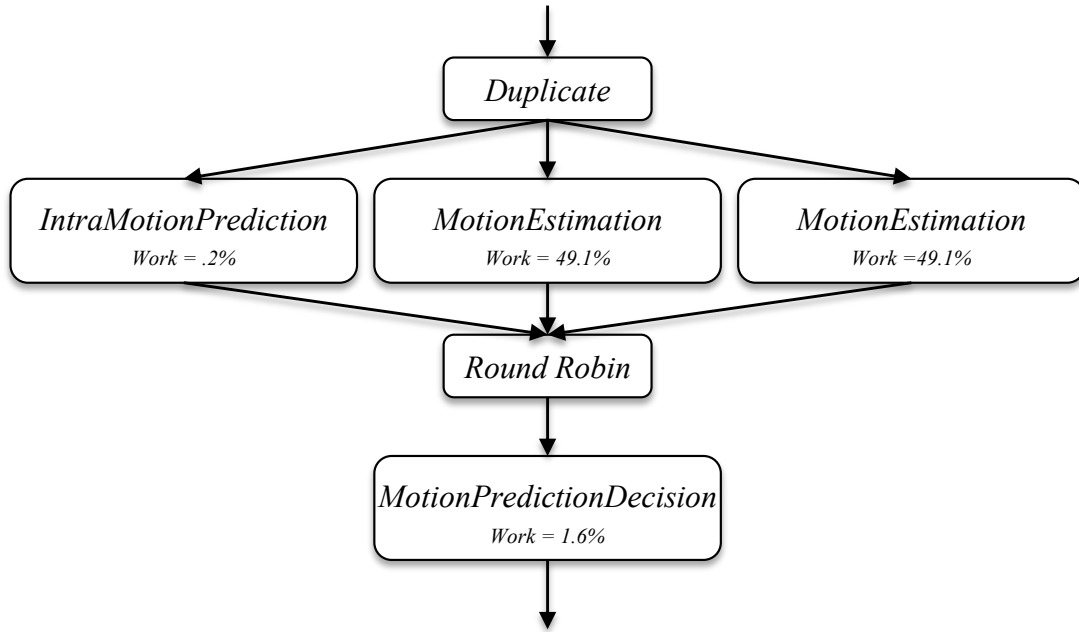 Duplicate
IntraMotionPrediction
Work = .2%
MotionEstimation
Work = 49.1%
MotionEstimation
Work =49.1%
Round Robin
MotionPredictionDecision
Work = 1.6%